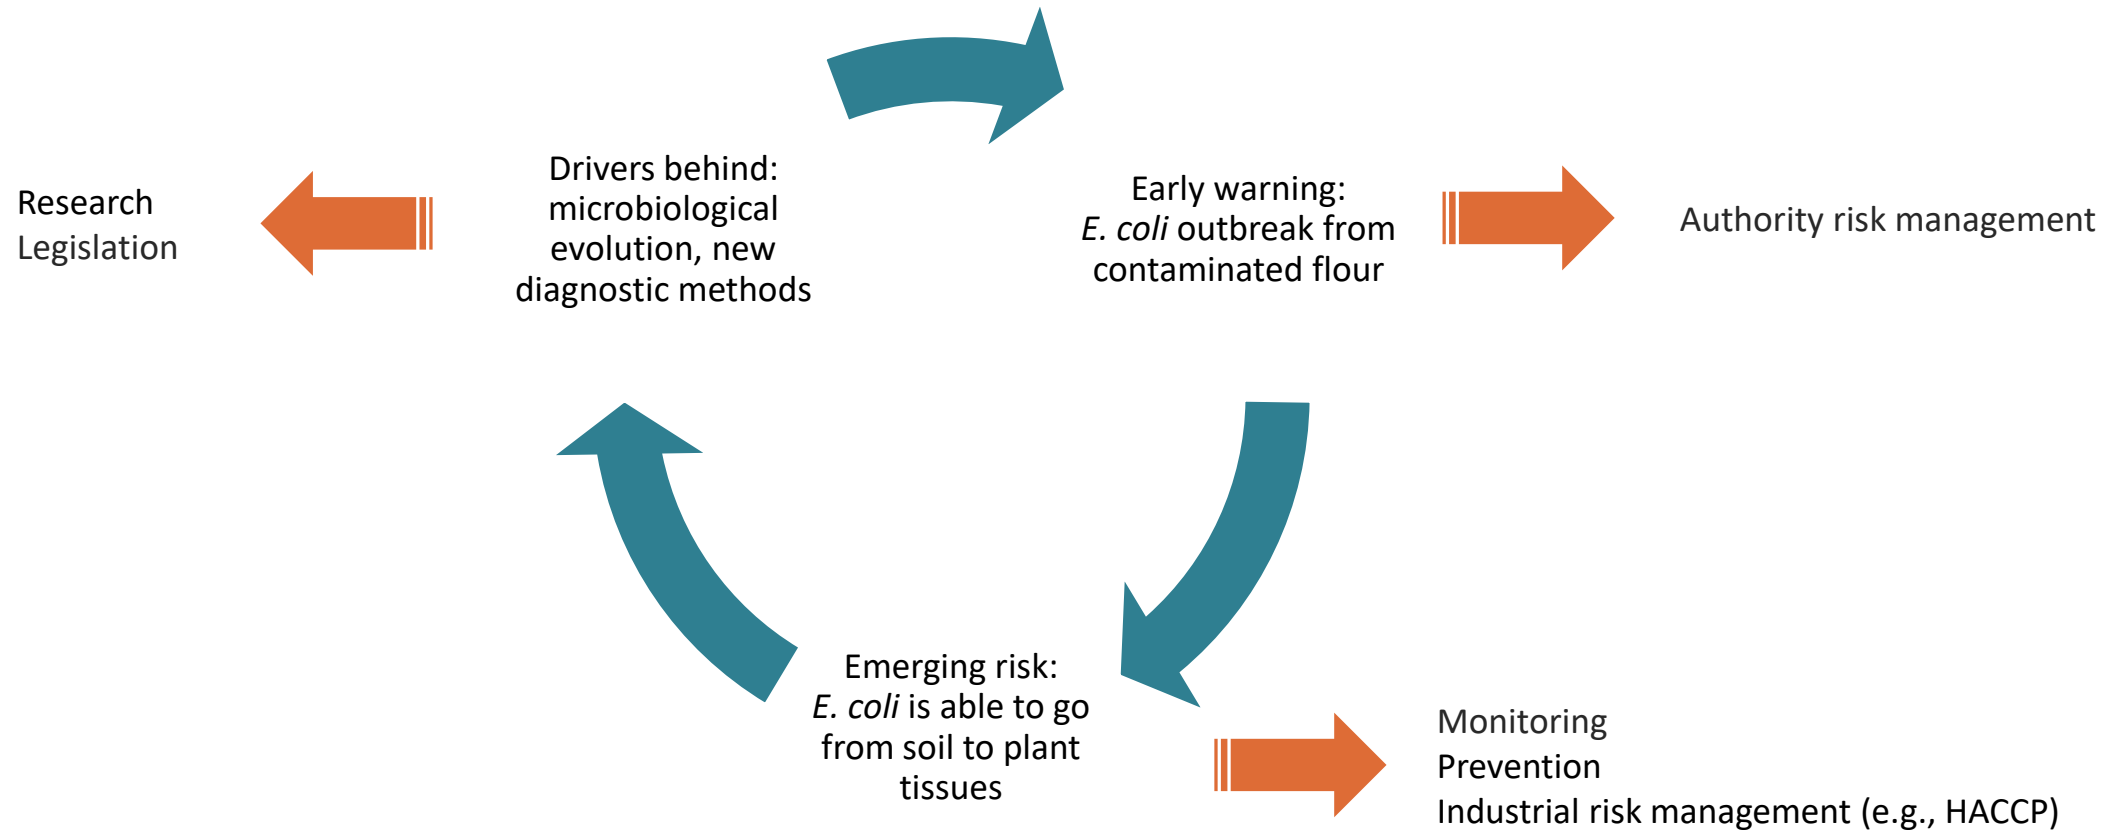 Research
Legislation
Drivers behind:
microbiological
evolution, new
diagnostic methods
Early warning:
E. coli outbreak from
contaminated flour
Authority risk management
Emerging risk:
E. coli is able to go
from soil to plant
tissues
Monitoring
Prevention
Industrial risk management (e.g., HACCP)